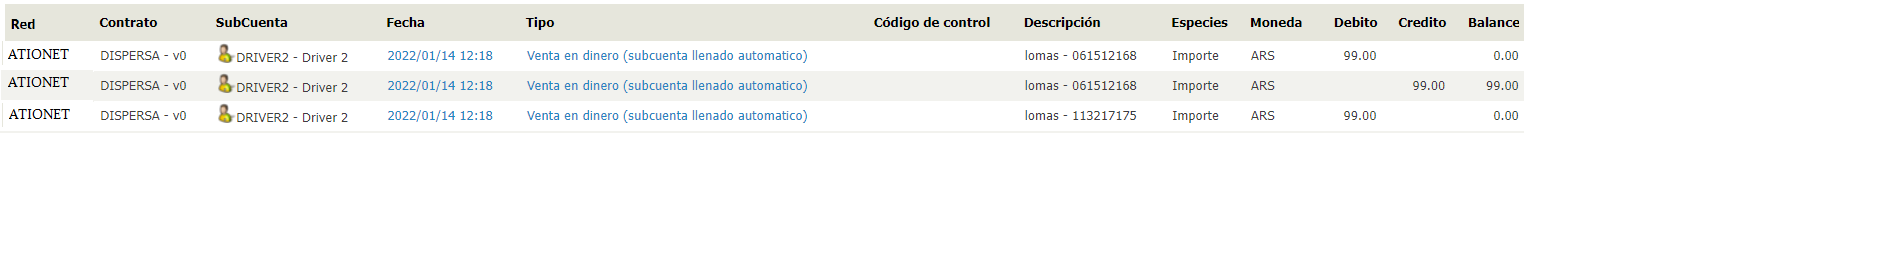 Red Contrato SubCuenta Fecha Tipo Código de control Descripción Especies Moneda Debito Credito Balance
ATIONET DISPERSA - v0 DRIVER2 - Driver 2 2022/01/14 12:18 Venta en dinero (subcuenta llenado automatico) lomas - 061512168 Importe ARS 99.00 0.00
ATIONET DISPERSA - v0 DRIVER2 - Driver 2 2022/01/14 12:18 Venta en dinero (subcuenta llenado automatico) lomas - 061512168 Importe ARS 99.00 99.00
ATIONET DISPERSA - v0 DRIVER2 - Driver 2 2022/01/14 12:18 Venta en dinero (subcuenta llenado automatico) lomas - 113217175 Importe ARS 99.00 0.00